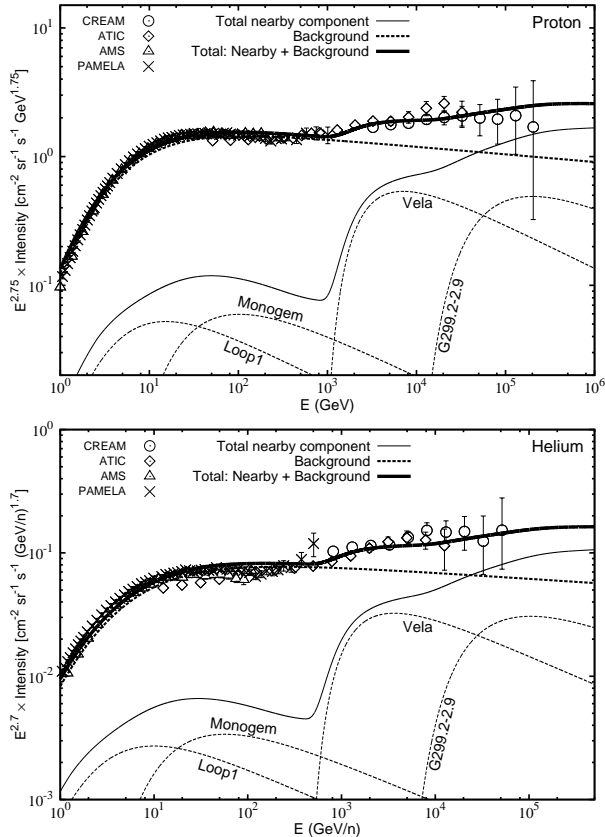 CREAM
ATIC
AMS
PAMELA
Total nearby component
Background
Total: Nearby + Background
Proton
10^1
10^0
10^-1
E^2.75 × Intensity [cm^-2 sr^-1 s^-1 GeV^1.75]
Vela
Monogem
Loop1
G299.2-2.9
10^0 10^1 10^2 10^3 10^4 10^5 10^6
E (GeV)
CREAM
ATIC
AMS
PAMELA
Total nearby component
Background
Total: Nearby + Background
Helium
10^0
10^-1
10^-2
10^-3
E^2.7 × Intensity [cm^-2 sr^-1 s^-1 (GeV/n)^1.7]
Vela
Monogem
Loop1
G299.2-2.9
10^0 10^1 10^2 10^3 10^4 10^5
E (GeV/n)